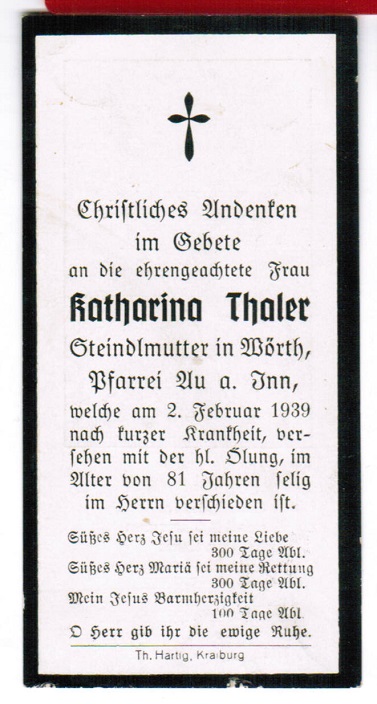 Christliches Andenken
im Gebete
an die ehrengeachtete Frau
Katharina Thaler
Steindlmutter in Wörth,
Pfarrei Au a. Inn,
welche am 2. Februar 1939
nach kurzer Krankheit, ver-
sehen mit der hl. Ölung, im
Alter von 81 Jahren selig
im Herrn verschieden ist.
Süßes Herz Jesu sei meine Liebe
300 Tage Abl.
Süßes Herz Mariä sei meine Rettung
300 Tage Abl.
Mein Jesus Barmherzigkeit
100 Tage Abl.
O Herr gib ihr die ewige Ruhe.
Th. Hartig, Kraiburg